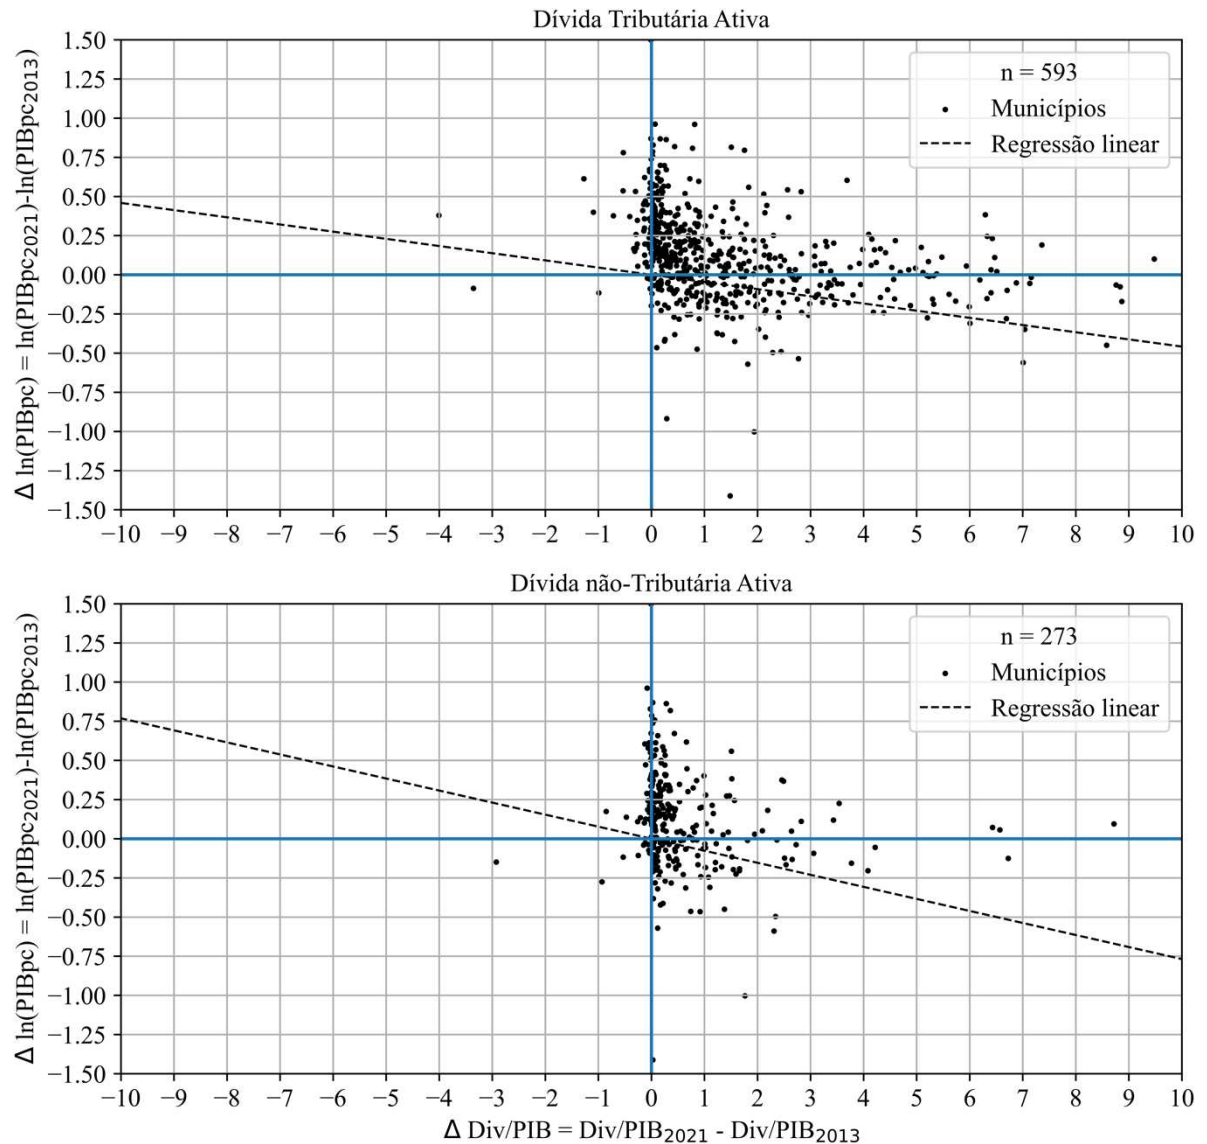 Dívida Tributária Ativa
Δ ln(PIBpc) = ln(PIBpc2021)-ln(PIBpc2013)
1.50
1.25
1.00
0.75
0.50
0.25
0.00
−0.25
−0.50
−0.75
−1.00
−1.25
−1.50
n = 593
Municípios
Regressão linear
−10 −9 −8 −7 −6 −5 −4 −3 −2 −1 0 1 2 3 4 5 6 7 8 9 10
Dívida não-Tributária Ativa
Δ ln(PIBpc) = ln(PIBpc2021)-ln(PIBpc2013)
1.50
1.25
1.00
0.75
0.50
0.25
0.00
−0.25
−0.50
−0.75
−1.00
−1.25
−1.50
n = 273
Municípios
Regressão linear
−10 −9 −8 −7 −6 −5 −4 −3 −2 −1 0 1 2 3 4 5 6 7 8 9 10
Δ Div/PIB = Div/PIB2021 - Div/PIB2013